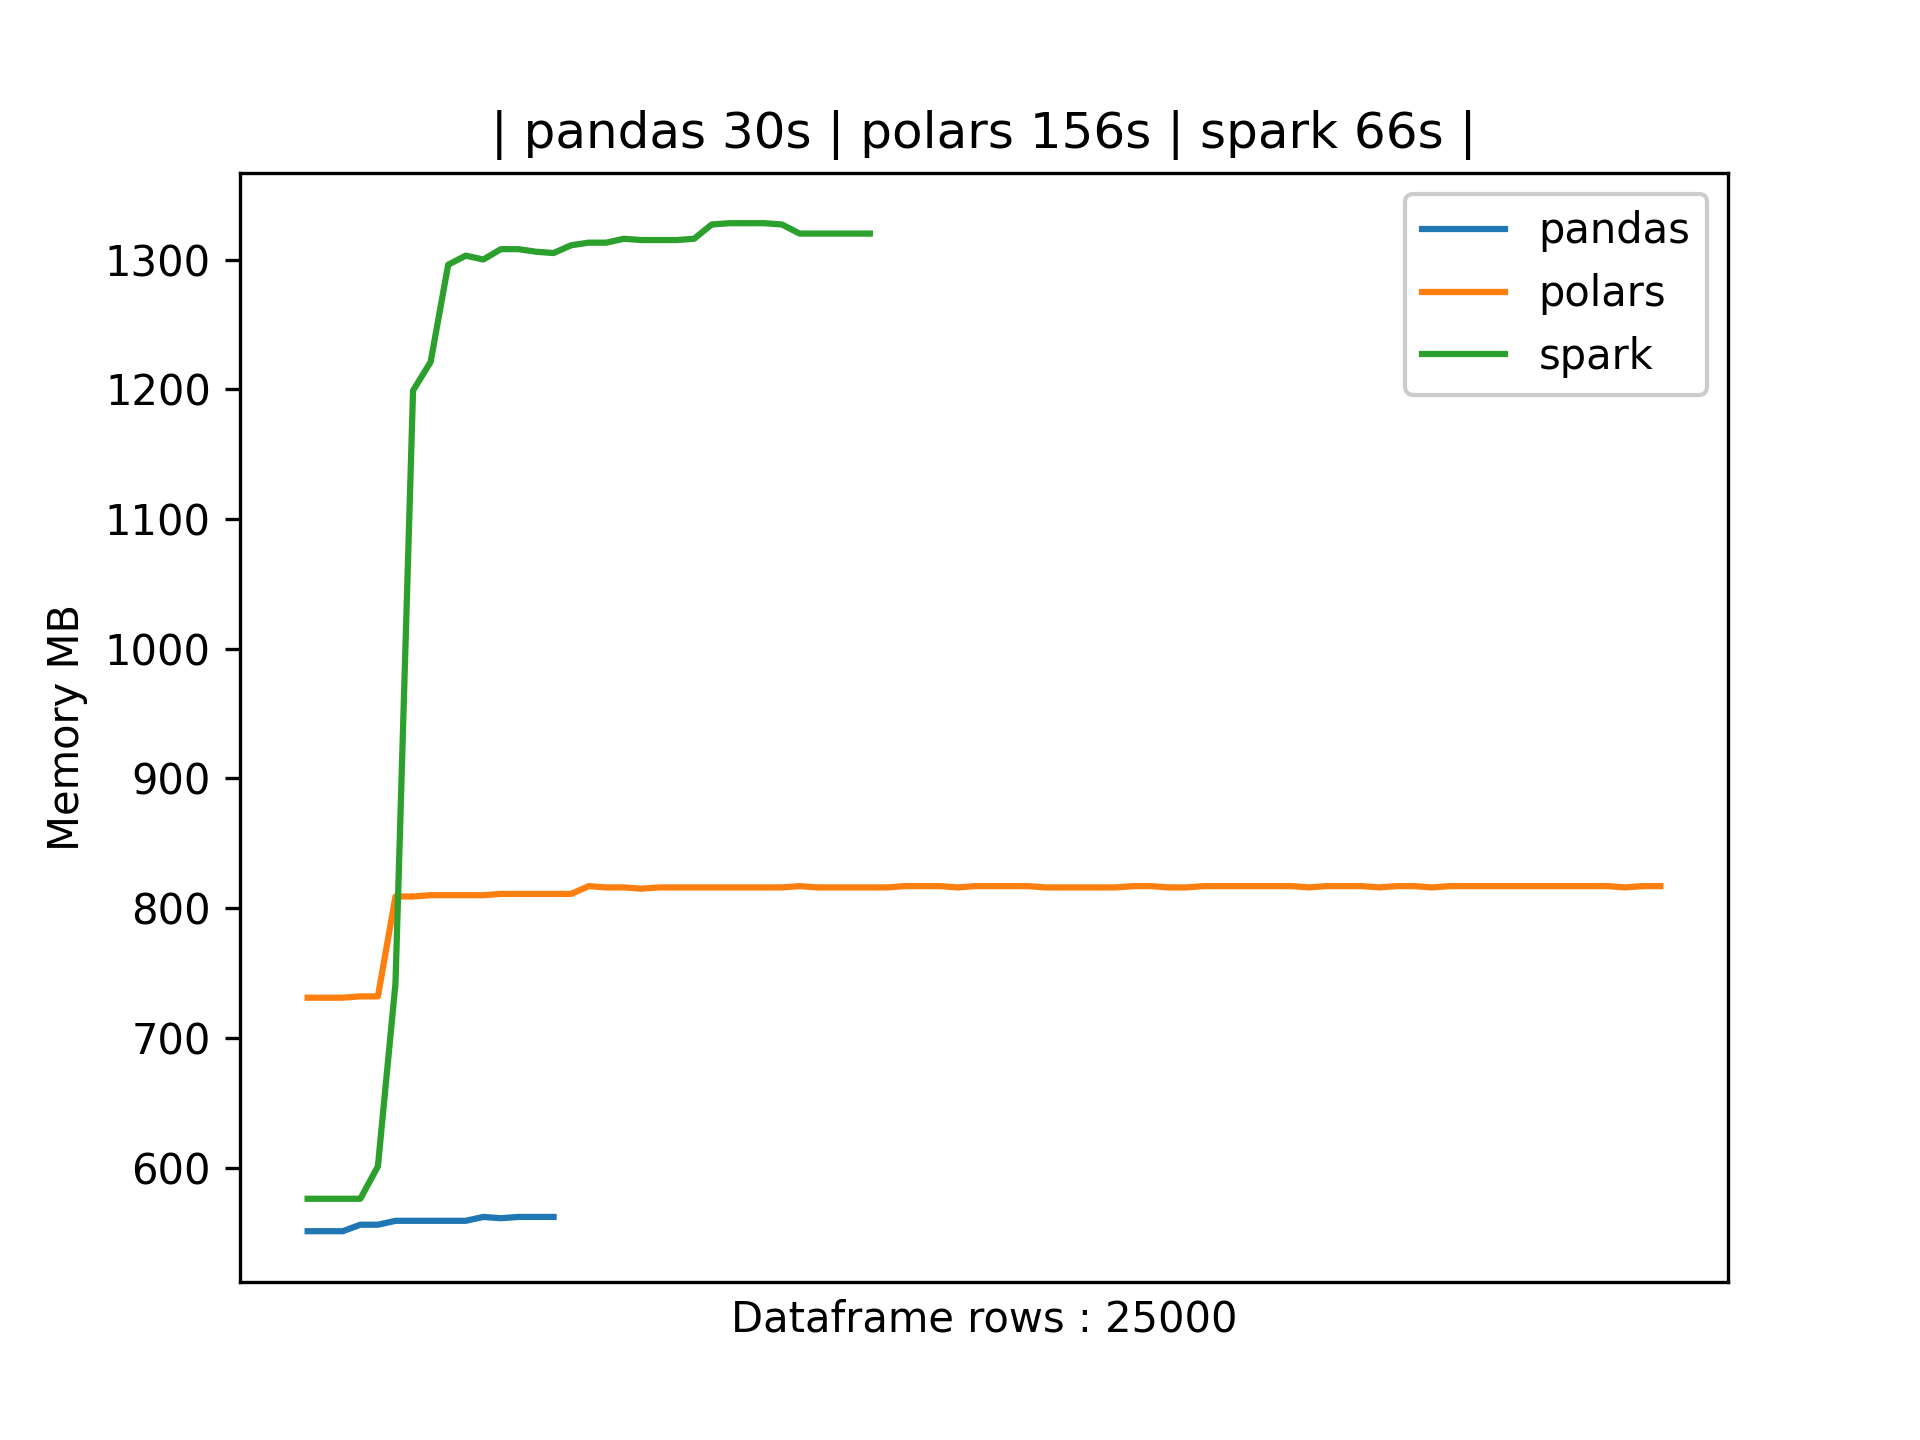 | pandas 30s | polars 156s | spark 66s |
pandas
polars
spark
1300
1200
1100
1000
900
800
700
600
Memory MB
Dataframe rows : 25000